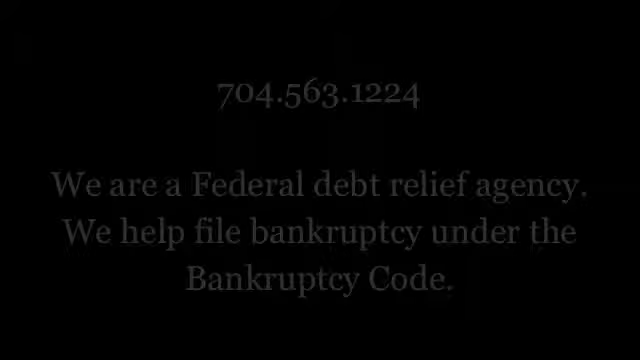 704.563.1224
We are a Federal debt relief agency.
We help file bankruptcy under the
Bankruptcy Code.